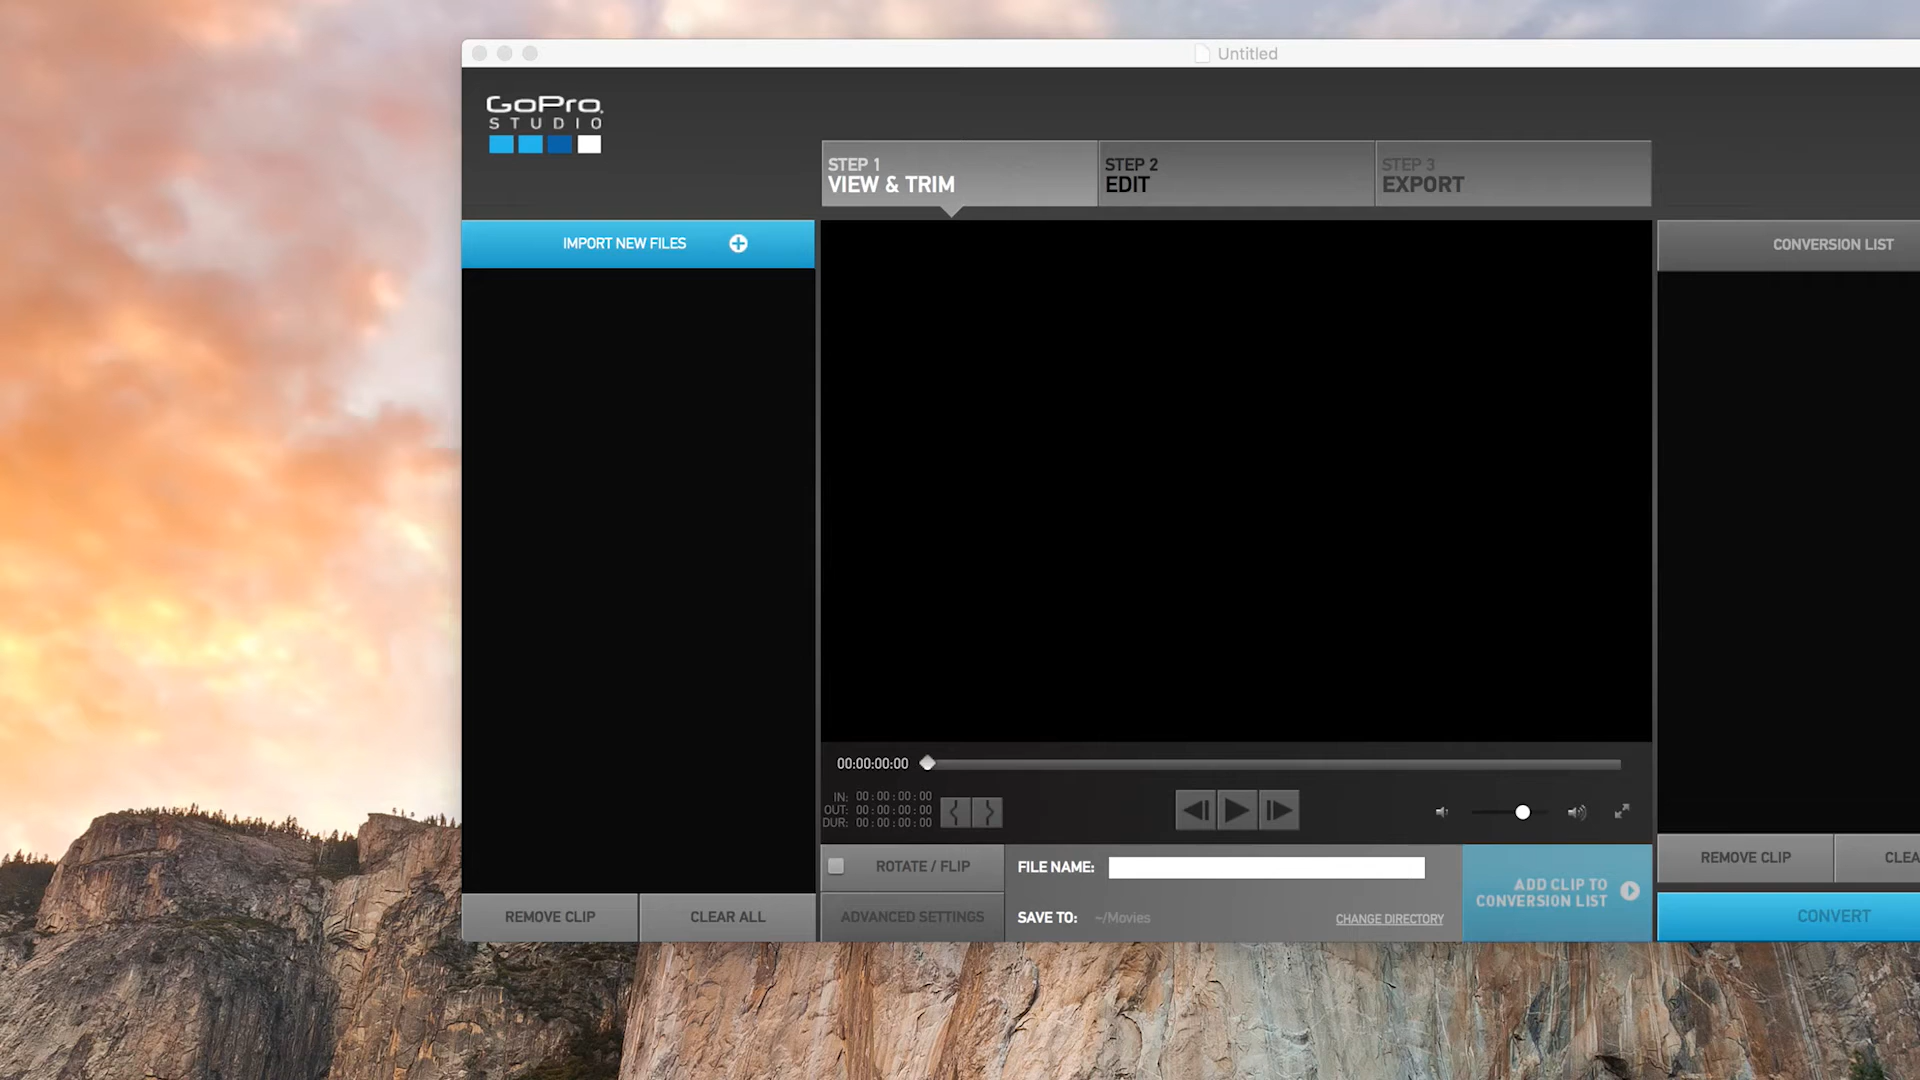 Untitled
GoPro
STUDIO
STEP 1
VIEW & TRIM
STEP 2
EDIT
STEP 3
EXPORT
IMPORT NEW FILES
CONVERSION LIST
00:00:00:00
IN: 00 : 00 : 00 : 00
OUT: 00 : 00 : 00 : 00
DUR: 00 : 00 : 00 : 00
ROTATE / FLIP
FILE NAME:
ADD CLIP TO
CONVERSION LIST
REMOVE CLIP
CLEA
REMOVE CLIP
CLEAR ALL
ADVANCED SETTINGS
SAVE TO: ~/Movies
CHANGE DIRECTORY
CONVERT